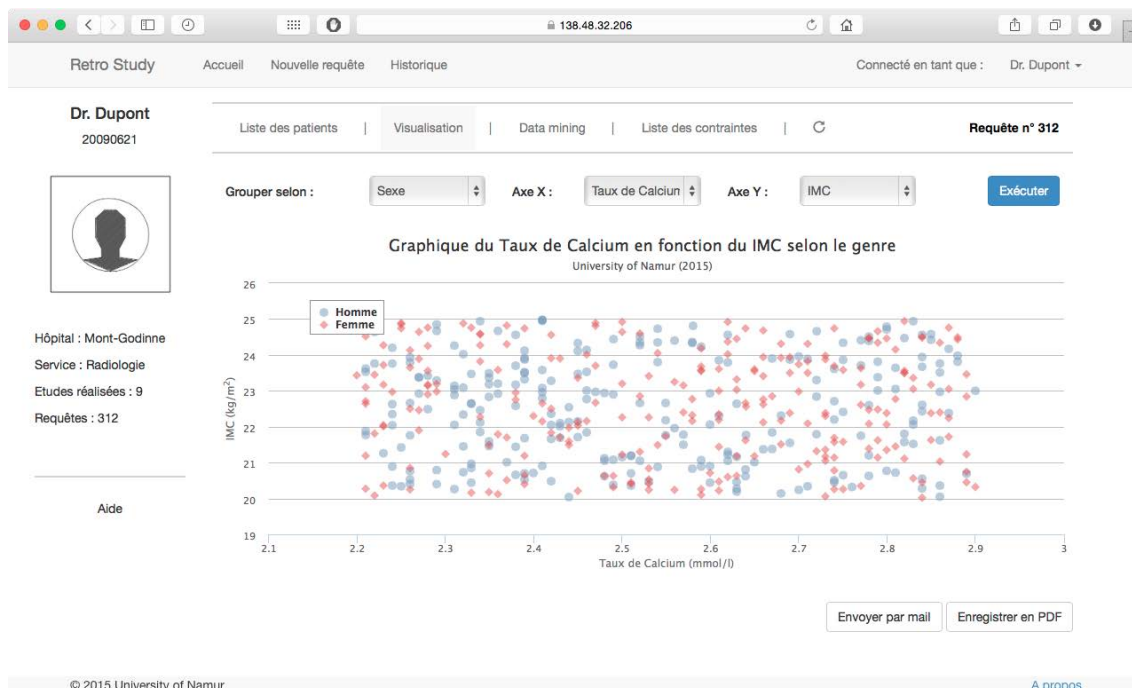 138.48.32.206
Retro Study Accueil Nouvelle requête Historique Connecté en tant que : Dr. Dupont
Dr. Dupont
20090621
Liste des patients | Visualisation | Data mining | Liste des contraintes | Requête n° 312
Grouper selon : Sexe Axe X : Taux de Calciun Axe Y : IMC Exécuter
Graphique du Taux de Calcium en fonction du IMC selon le genre
University of Namur (2015)
Homme
Femme
26
25
24
23
22
21
20
19
IMC (kg/m²)
2.1 2.2 2.3 2.4 2.5 2.6 2.7 2.8 2.9 3
Taux de Calcium (mmol/l)
Hôpital : Mont-Godinne
Service : Radiologie
Etudes réalisées : 9
Requêtes : 312
Aide
Envoyer par mail Enregistrer en PDF
© 2015 University of Namur A propos